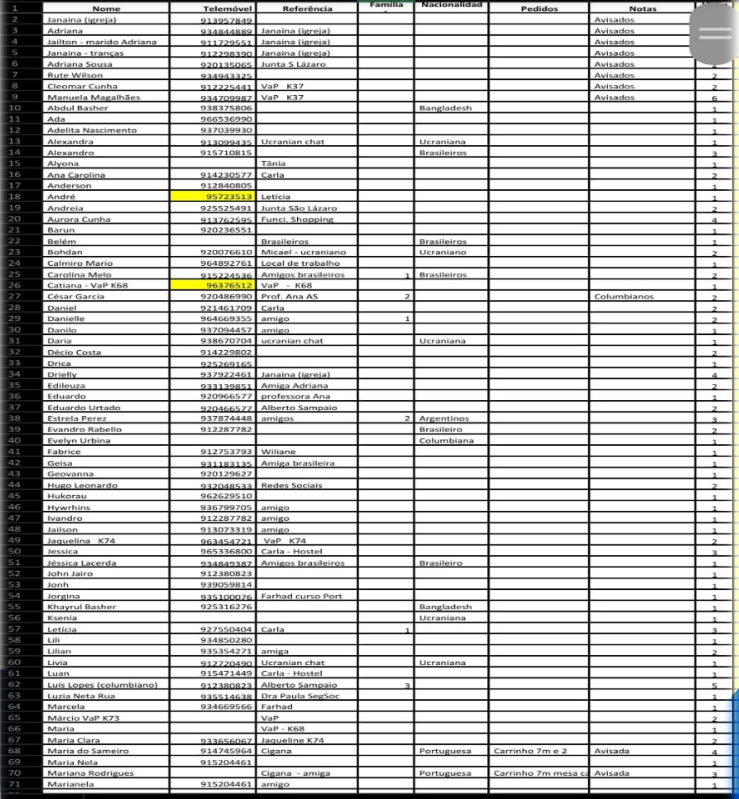 1 Nome Telemóvel Referência Familia Nacionalidad Pedidos Notas
2 Janaina (igreja) 913957849 Avisados
3 Adriana 934844889 Janaina (igreja) Avisados
4 Jailton - marido Adriana 911729551 Janaina (igreja) Avisados
5 Janaina - tranças 912298390 Janaina (igreja) Avisados
6 Adriana Sousa 920135065 Junta S Lázaro Avisados 2
7 Rute Wilson 934943325 Avisados 2
8 Cleomar Cunha 912225441 VaP K37 Avisados 2
9 Manuela Magalhães 934709987 VaP K37 Avisados 6
10 Abdul Basher 938375806 Bangladesh 1
11 Ada 966536990 1
12 Adelita Nascimento 937039930 1
13 Alexandra 913099435 Ucranian chat Ucraniana 1
14 Alexandro 915710815 Brasileiros 3
15 Alyona Tânia 1
16 Ana Carolina 914230577 Carla 2
17 Anderson 912840805 1
18 André 95723513 Letícia 1
19 Andreia 925525491 Junta São Lázaro 2
20 Aurora Cunha 913762595 Funci. Shopping 4
21 Barun 920236551 1
22 Belém Brasileiros Brasileiros 1
23 Bohdan 920076610 Micael - ucraniano Ucraniano 2
24 Calmiro Mario 964892761 Local de trabalho 1
25 Carolina Melo 915224536 Amigos brasileiros 1 Brasileiros 2
26 Catiana - VaP K68 96376512 VaP - K68 1
27 César Garcia 920486990 Prof. Ana AS 2 Columbianos 2
28 Daniel 921461709 Carla 1
29 Danielle 964669355 amigo 1 2
30 Danilo 937094457 amigo 1
31 Daria 938670704 ucranian chat Ucraniana 1
32 Décio Costa 914229802 2
33 Drica 925269165 1
34 Drielly 937922461 Janaina (igreja) 4
35 Edileuza 933139851 Amiga Adriana 2
36 Eduardo 920966577 professora Ana 1
37 Eduardo Urtado 920466577 Alberto Sampaio 2
38 Estrela Perez 937874448 amigos 2 Argentinos 3
39 Evandro Rabello 912287782 Brasileiro 2
40 Evelyn Urbina Columbiana 1
41 Fabrice 912753793 Wiliane 1
42 Geisa 931183135 Amiga brasileira 1
43 Geovanna 920129627 1
44 Hugo Leonardo 932048533 Redes Sociais 2
45 Hukorau 962629510 1
46 Hywrhins 936799705 amigo 1
47 Ivandro 912287782 amigo 1
48 Jailson 913073319 amigo 1
49 Jaquelina K74 963454721 VaP K74 2
50 Jessica 965336800 Carla - Hostel 3
51 Jéssica Lacerda 934849387 Amigos brasileiros Brasileiro 1
52 John Jairo 912380823 1
53 Jonh 939059814 1
54 Jorgina 935100076 Farhad curso Port 1
55 Khayrul Basher 925316276 Bangladesh 1
56 Ksenia Ucraniana 1
57 Letícia 927550404 Carla 1 3
58 Lili 934850280 1
59 Lilian 935354271 amiga 2
60 Livia 912720490 Ucranian chat Ucraniana 1
61 Luan 915471449 Carla - Hostel 1
62 Luis Lopes (columbiano) 912380823 Alberto Sampaio 3 5
63 Luzia Neta Rua 935514638 Dra Paula SegSoc 1
64 Marcela 934669566 Farhad 1
65 Márcio VaP K73 VaP 2
66 Maria VaP - K68 1
67 Maria Clara 933656067 Jaqueline K74 2
68 Maria do Sameiro 914745964 Cigana Portuguesa Carrinho 7m e 2 Avisada 4
69 Maria Nela 915204461 1
70 Mariana Rodrigues Cigana - amiga Portuguesa Carrinho 7m mesa ca Avisada 3
71 Marianela 915204461 amigo 1